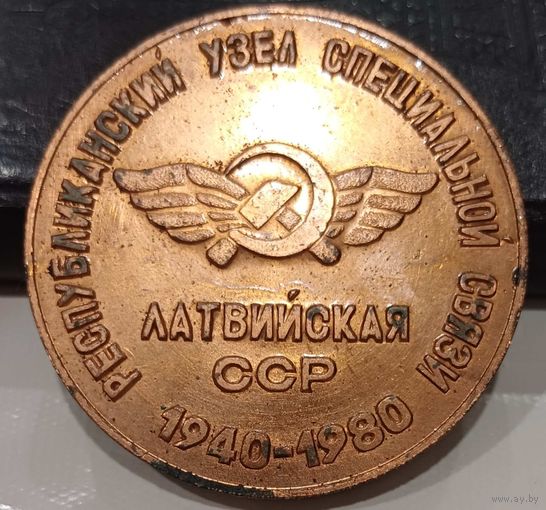 РЕСПУБЛИКАНСКИЙ УЗЕЛ СПЕЦИАЛЬНОЙ СВЯЗИ
ЛАТВИЙСКАЯ
ССР
1940-1980
www.ay.by